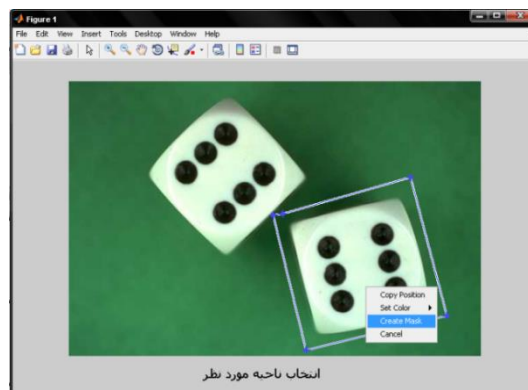 Figure 1
File Edit View Insert Tools Desktop Window Help
Copy Position
Set Color
Create Mask
Cancel
انتخاب ناحیه مورد نظر